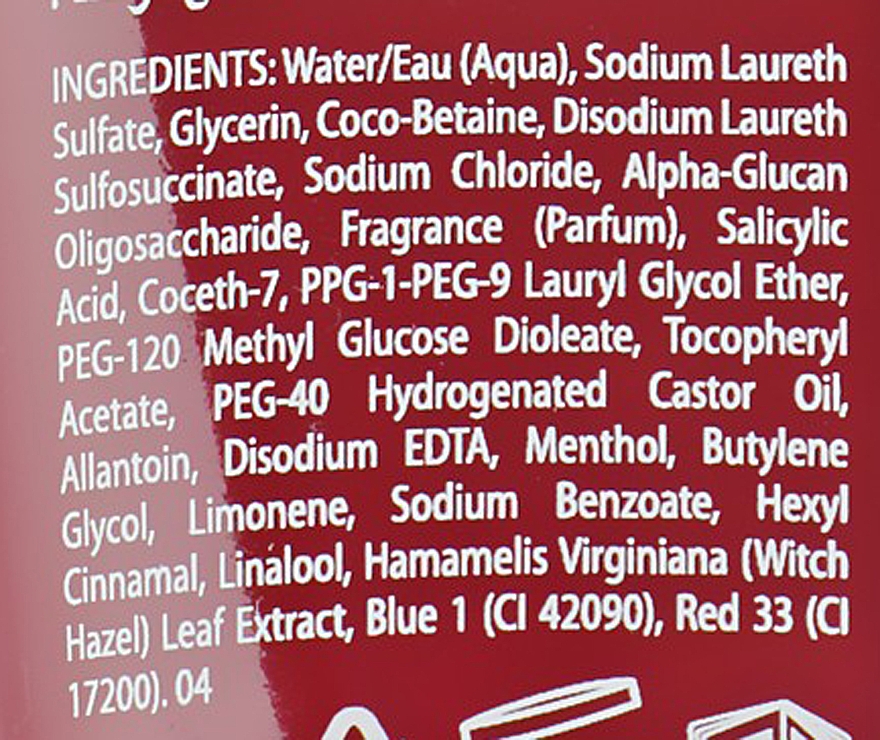 INGREDIENTS: Water/Eau (Aqua), Sodium Laureth
Sulfate, Glycerin, Coco-Betaine, Disodium Laureth
Sulfosuccinate, Sodium Chloride, Alpha-Glucan
Oligosaccharide, Fragrance (Parfum), Salicylic
Acid, Coceth-7, PPG-1-PEG-9 Lauryl Glycol Ether,
PEG-120 Methyl Glucose Dioleate, Tocopheryl
Acetate, PEG-40 Hydrogenated Castor Oil,
Allantoin, Disodium EDTA, Menthol, Butylene
Glycol, Limonene, Sodium Benzoate, Hexyl
Cinnamal, Linalool, Hamamelis Virginiana (Witch
Hazel) Leaf Extract, Blue 1 (CI 42090), Red 33 (CI
17200). 04